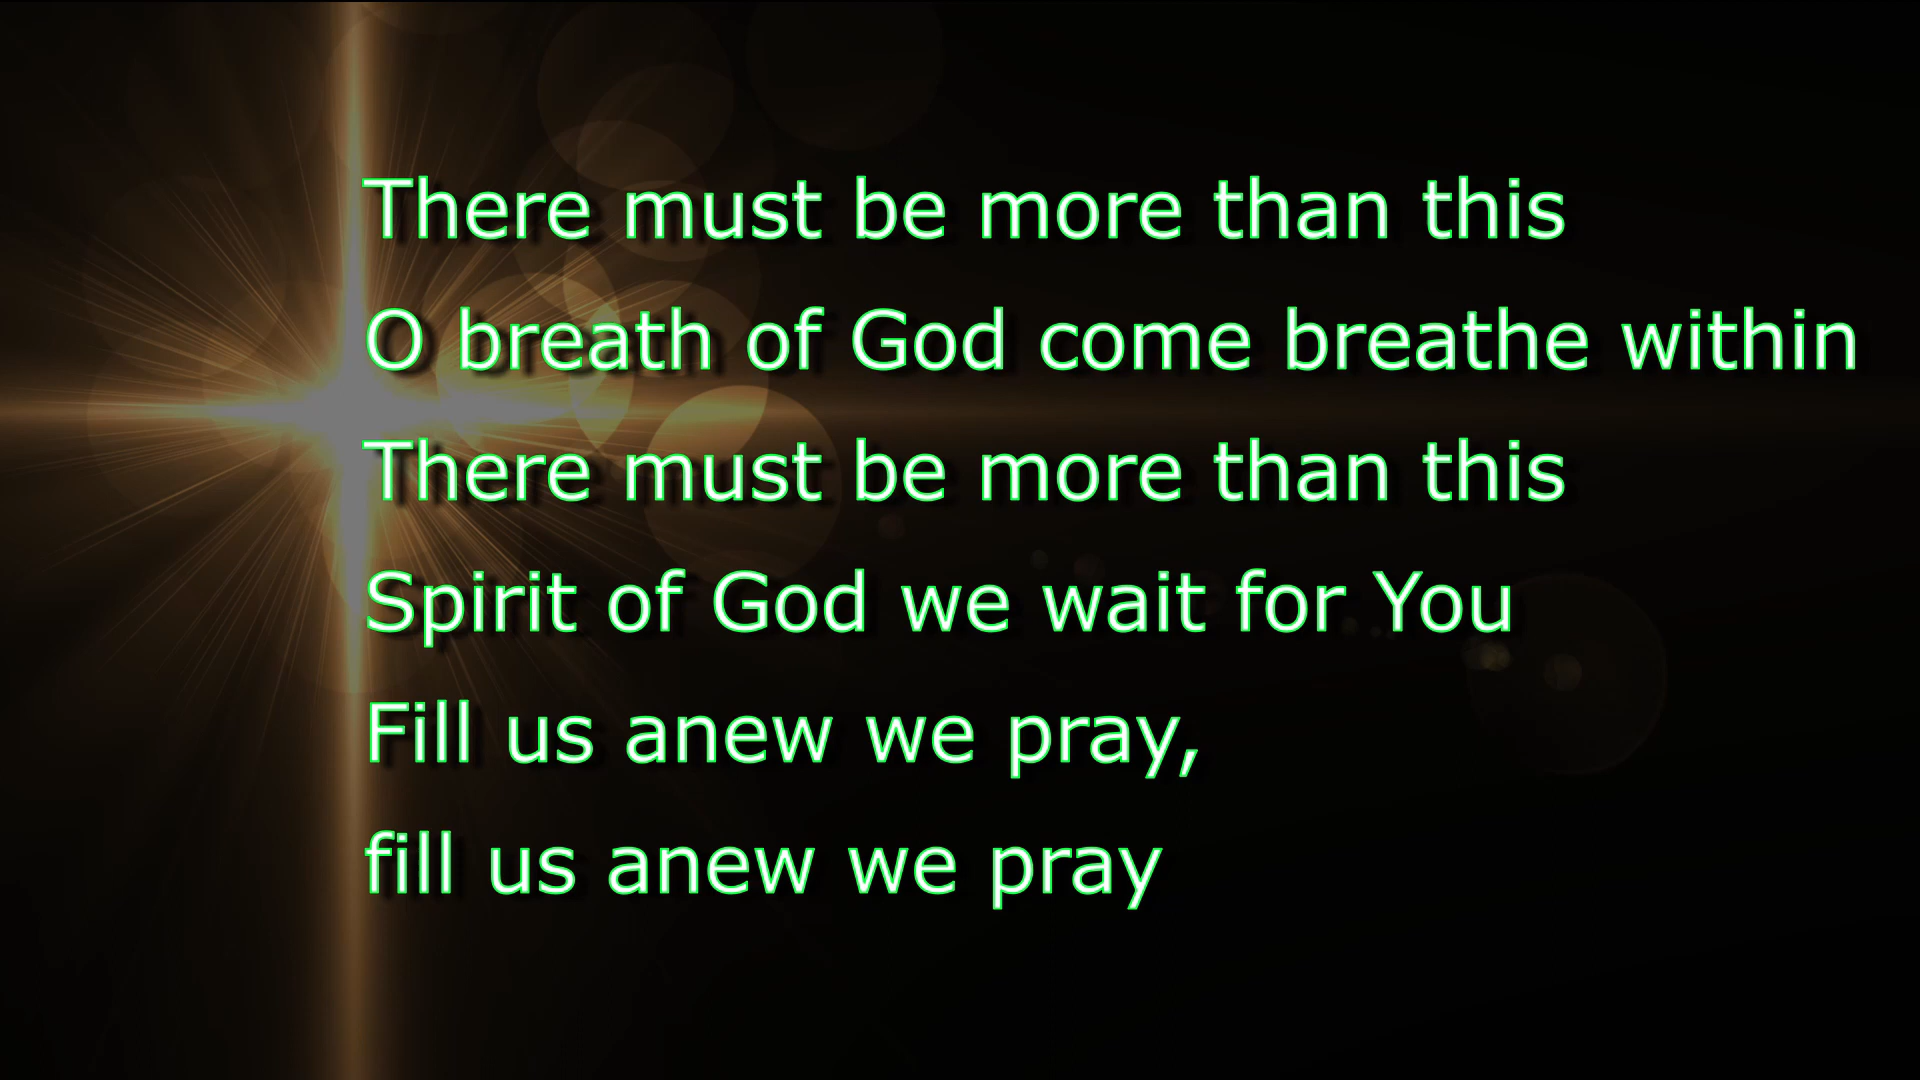 There must be more than this
O breath of God come breathe within
There must be more than this
Spirit of God we wait for You
Fill us anew we pray,
fill us anew we pray